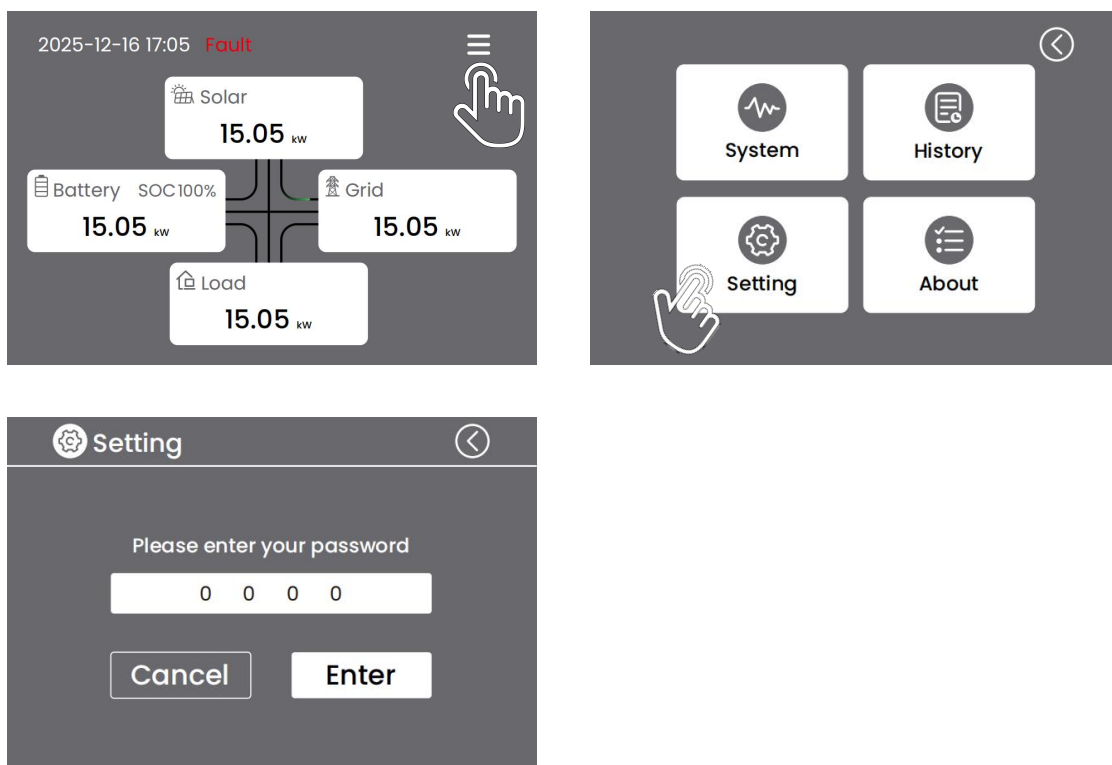 2025-12-16 17:05 Fault
Solar
15.05 kW
Battery SOC100%
15.05 kW
Grid
15.05 kW
Load
15.05 kW
System
History
Setting
About
Setting
Please enter your password
0 0 0 0
Cancel
Enter